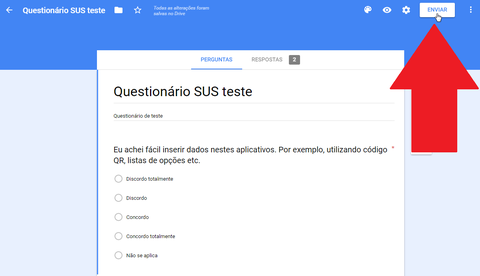 Questionário SUS teste
Todas as alterações foram
salvas no Drive
ENVIAR
PERGUNTAS
RESPOSTAS 2
Questionário SUS teste
Questionário de teste
Eu achei fácil inserir dados nestes aplicativos. Por exemplo, utilizando código *
QR, listas de opções etc.
Discordo totalmente
Discordo
Concordo
Concordo totalmente
Não se aplica